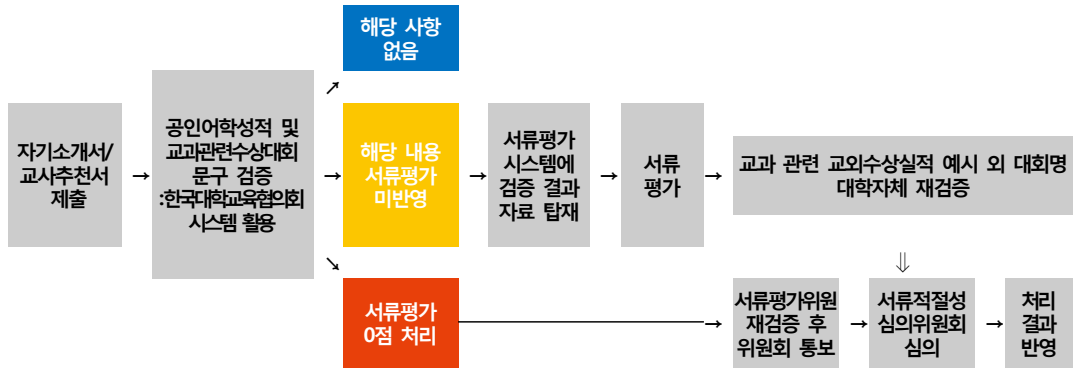 해당 사항
없음
자기소개서/
교사추천서
제출
→
공인어학성적 및
교과관련수상대회
문구 검증
:한국대학교육협의회
시스템 활용
↗
→
↘
해당 내용
서류평가
미반영
→
서류평가
시스템에
검증 결과
자료 탑재
→
서류
평가
→
교과 관련 교외수상실적 예시 외 대회명
대학자체 재검증
⇓
서류평가
0점 처리
→
서류평가위원
재검증 후
위원회 통보
→
서류적절성
심의위원회
심의
→
처리
결과
반영